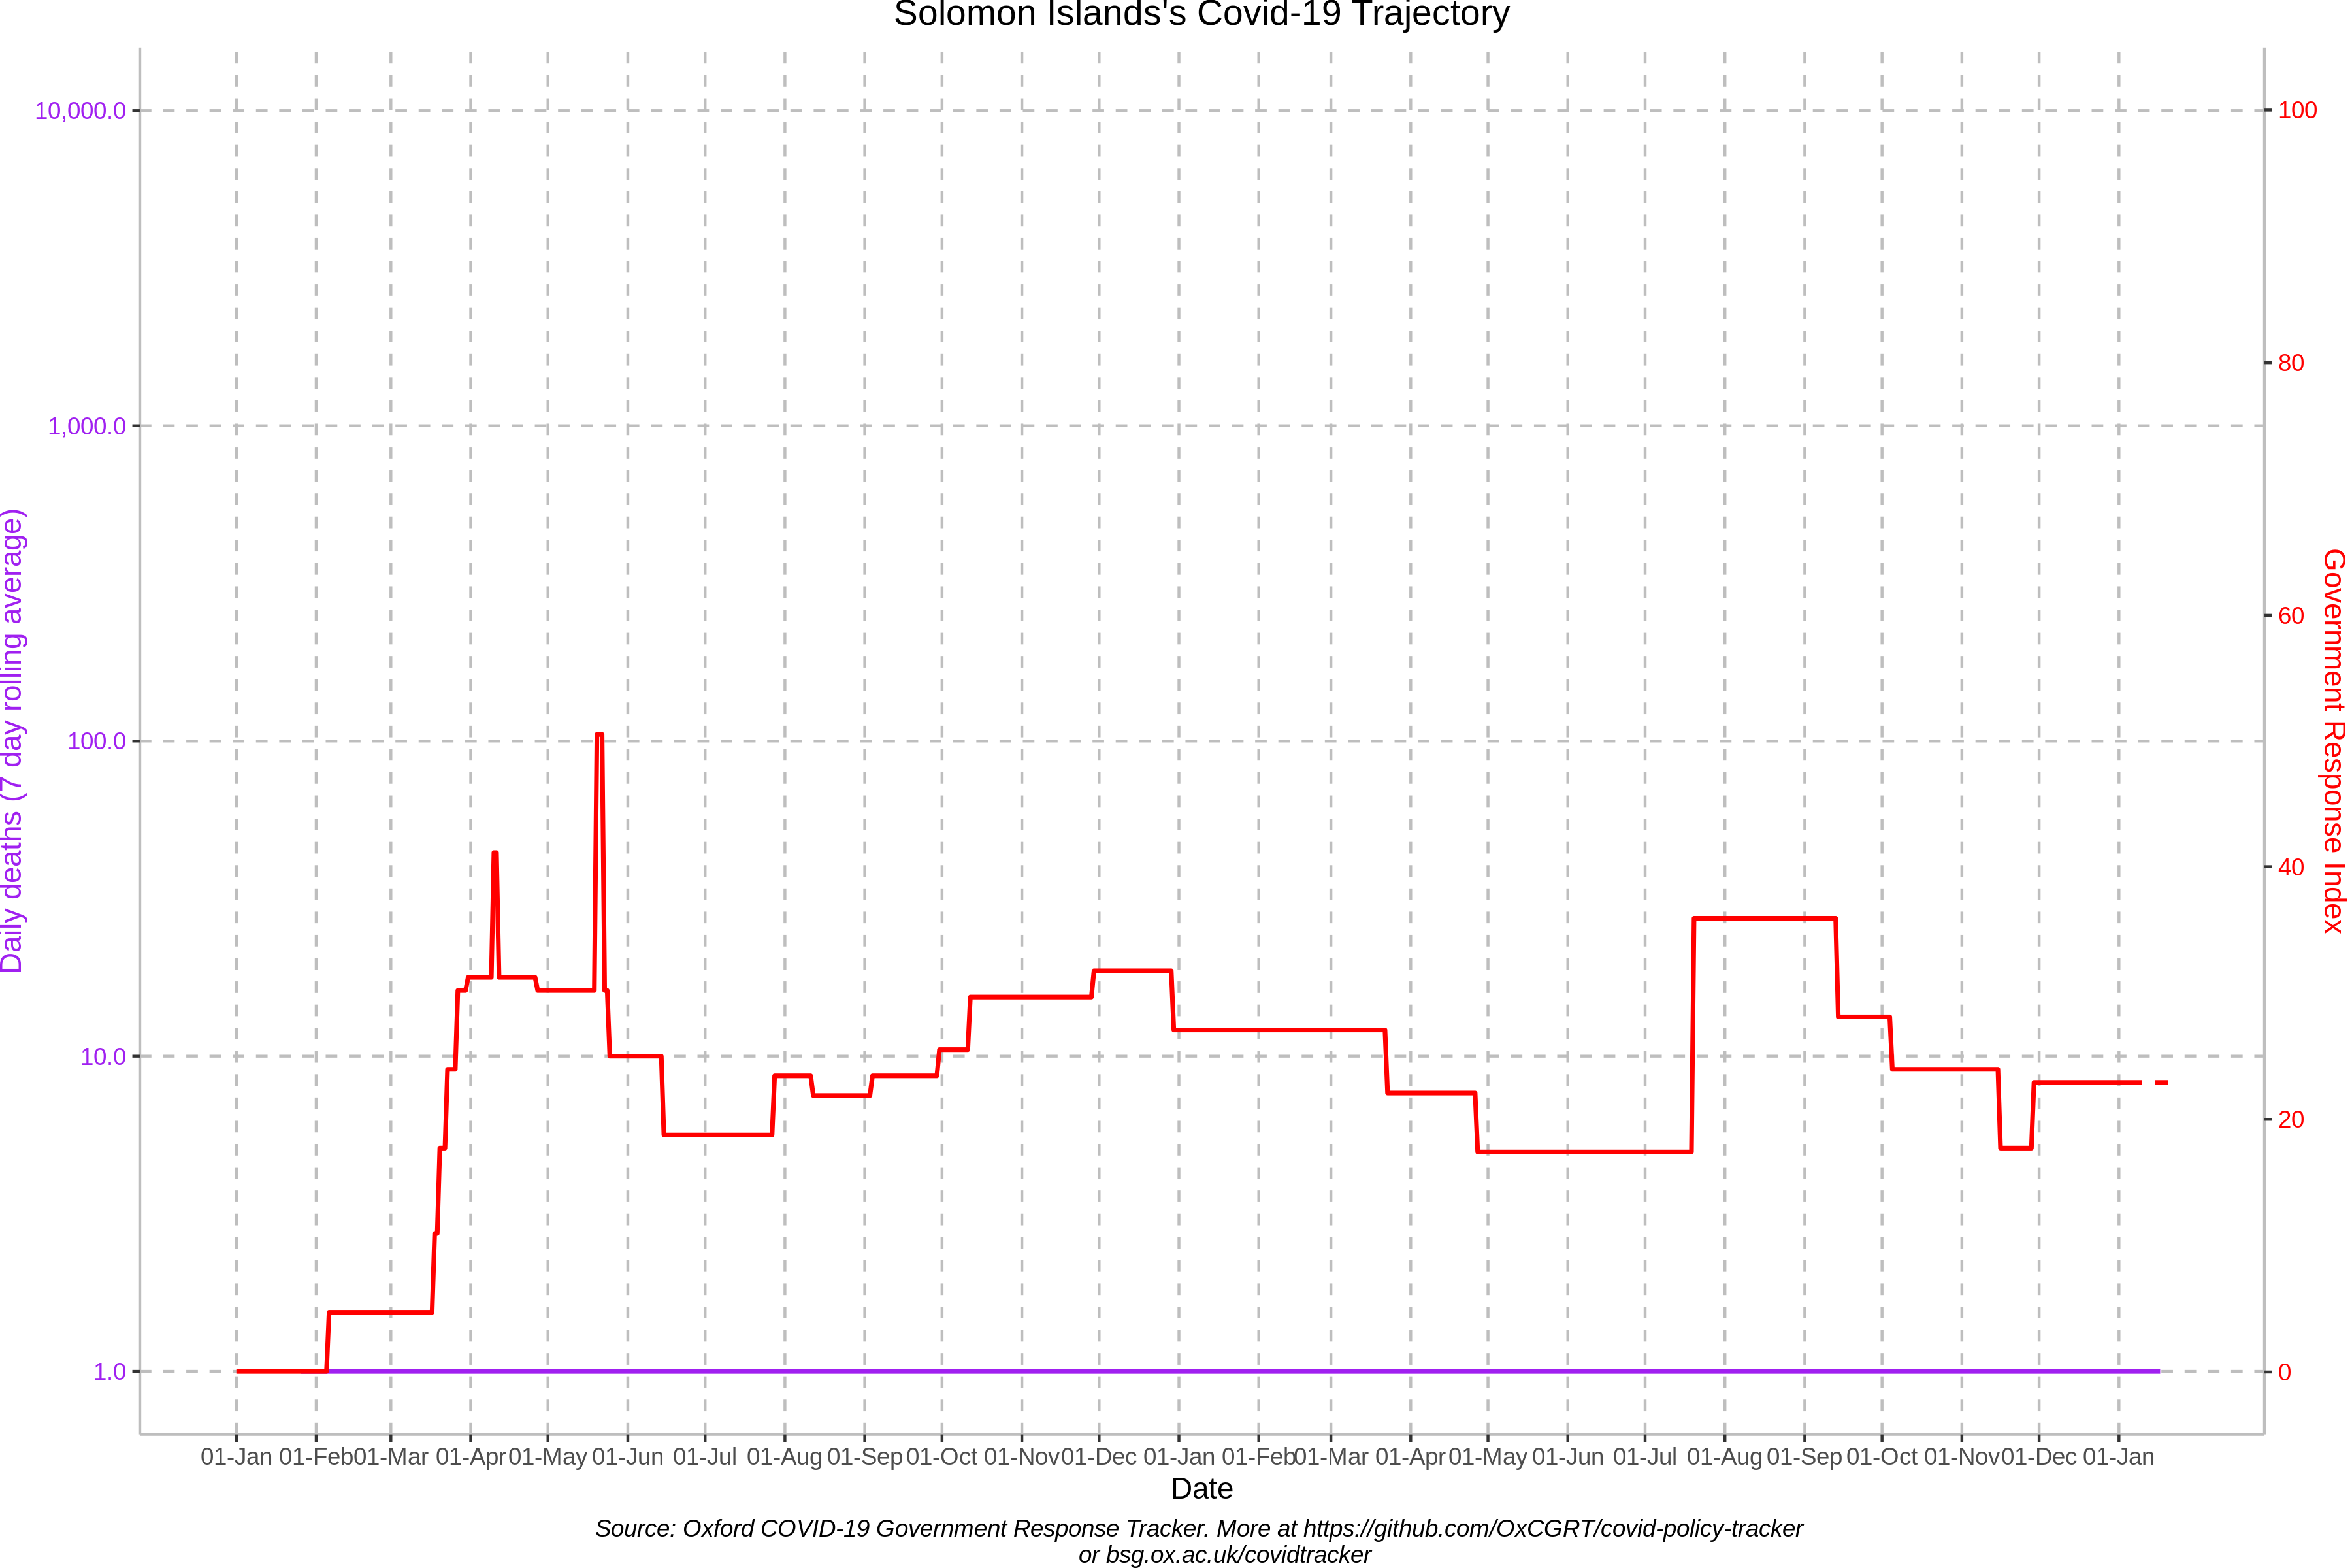 Solomon Islands's Covid-19 Trajectory
10,000.0
1,000.0
100.0
10.0
1.0
Daily deaths (7 day rolling average)
100
80
60
40
20
0
Government Response Index
01-Jan 01-Feb 01-Mar 01-Apr 01-May 01-Jun 01-Jul 01-Aug 01-Sep 01-Oct 01-Nov 01-Dec 01-Jan 01-Feb 01-Mar 01-Apr 01-May 01-Jun 01-Jul 01-Aug 01-Sep 01-Oct 01-Nov 01-Dec 01-Jan
Date
Source: Oxford COVID-19 Government Response Tracker. More at https://github.com/OxCGRT/covid-policy-tracker
or bsg.ox.ac.uk/covidtracker